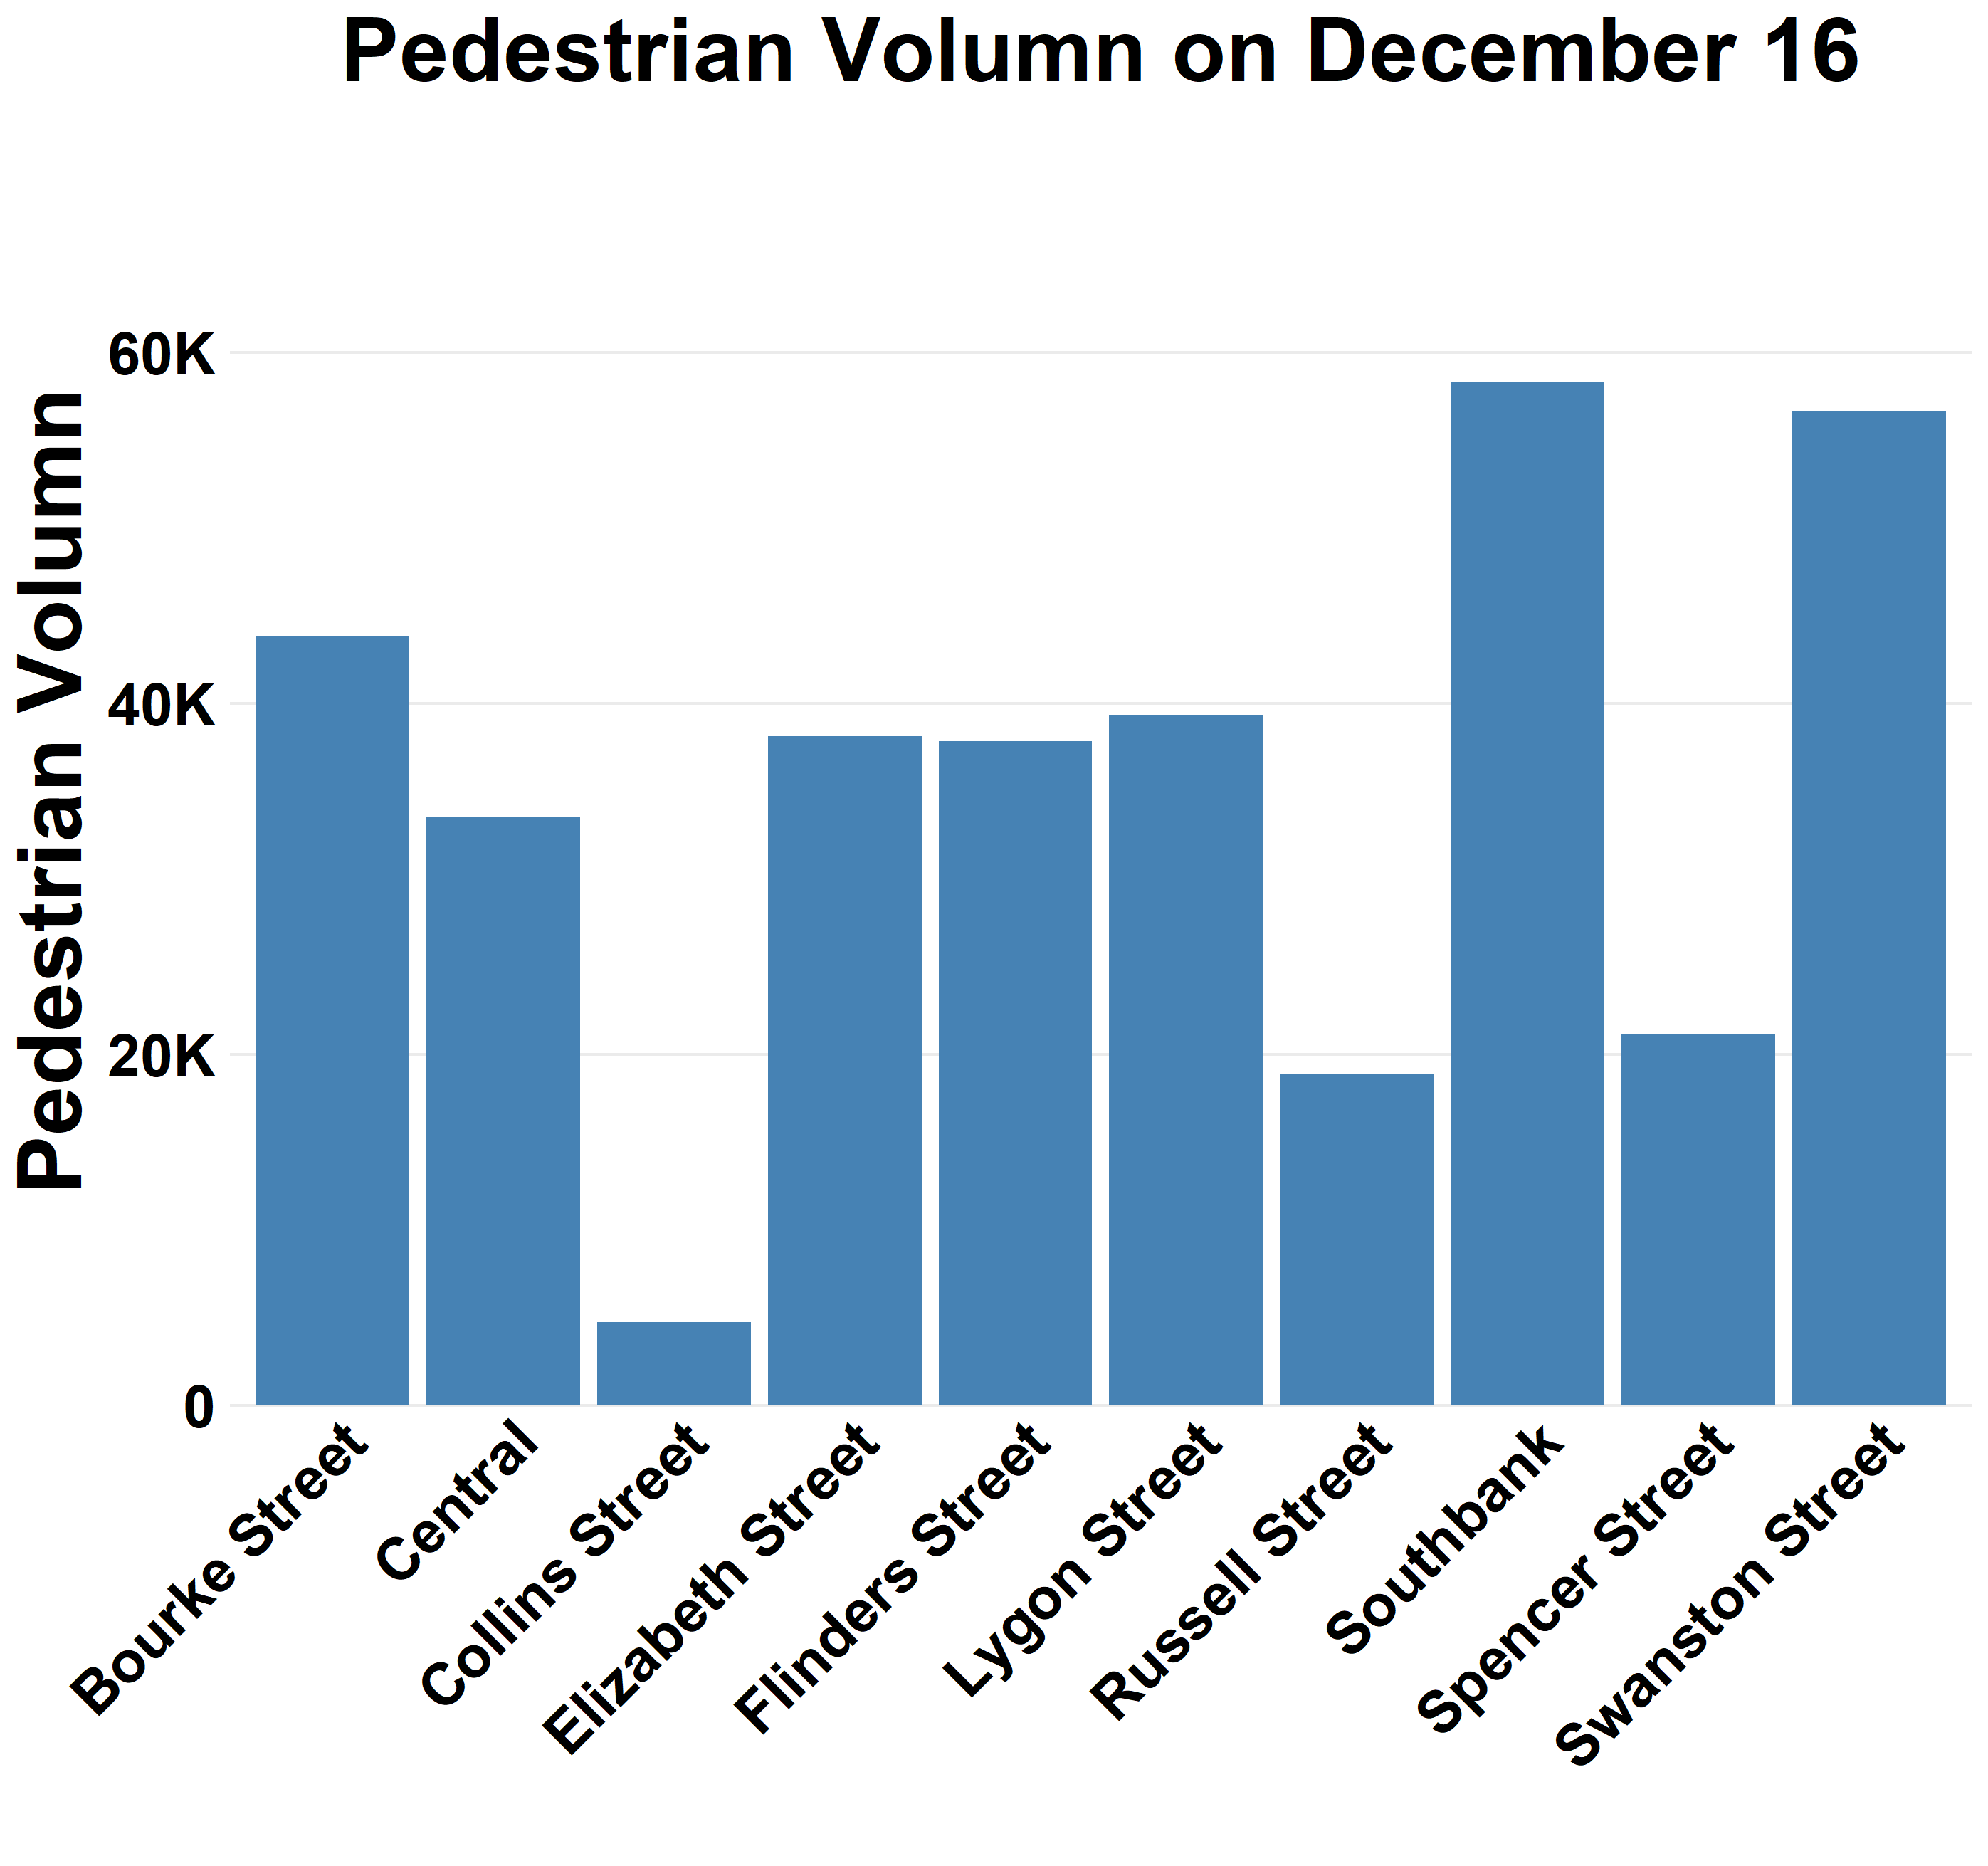 Pedestrian Volumn on December 16
Pedestrian Volumn
60K
40K
20K
0
Bourke Street
Central
Collins Street
Elizabeth Street
Flinders Street
Lygon Street
Russell Street
Southbank
Spencer Street
Swanston Street